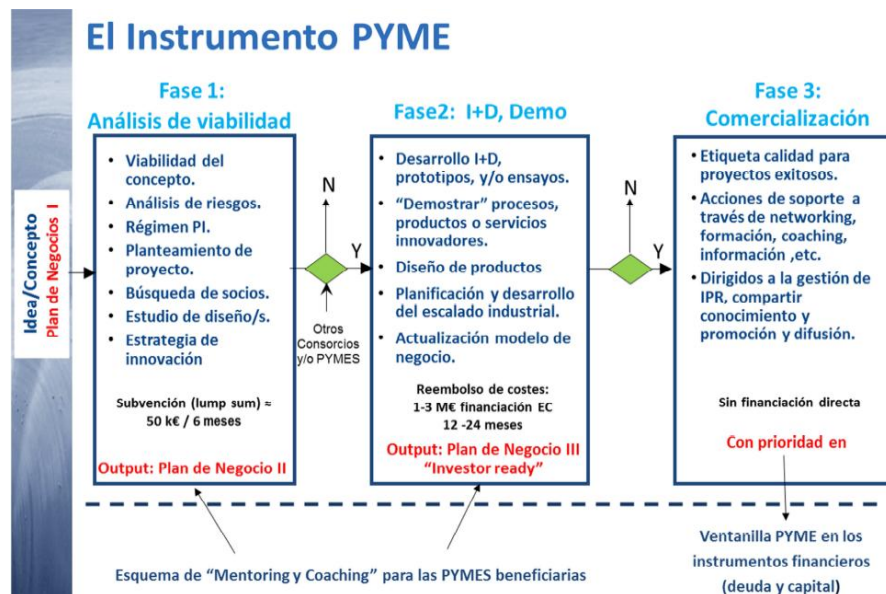 El Instrumento PYME
Idea/Concepto
Plan de Negocios I
Fase 1:
Análisis de viabilidad
• Viabilidad del
concepto.
• Análisis de riesgos.
• Régimen PI.
• Planteamiento de
proyecto.
• Búsqueda de socios.
• Estudio de diseño/s.
• Estrategia de
innovación
Subvención (lump sum) ≈
50 k€ / 6 meses
Output: Plan de Negocio II
N
Y
Otros
Consorcios
y/o PYMES
Fase2: I+D, Demo
• Desarrollo I+D,
prototipos, y/o ensayos.
• “Demostrar” procesos,
productos o servicios
innovadores.
• Diseño de productos
• Planificación y desarrollo
del escalado industrial.
• Actualización modelo de
negocio.
Reembolso de costes:
1-3 M€ financiación EC
12 -24 meses
Output: Plan de Negocio III
“Investor ready”
N
Y
Fase 3:
Comercialización
• Etiqueta calidad para
proyectos exitosos.
• Acciones de soporte a
través de networking,
formación, coaching,
información ,etc.
• Dirigidos a la gestión de
IPR, compartir
conocimiento y
promoción y difusión.
Sin financiación directa
Con prioridad en
Esquema de “Mentoring y Coaching” para las PYMES beneficiarias
Ventanilla PYME en los
instrumentos financieros
(deuda y capital)